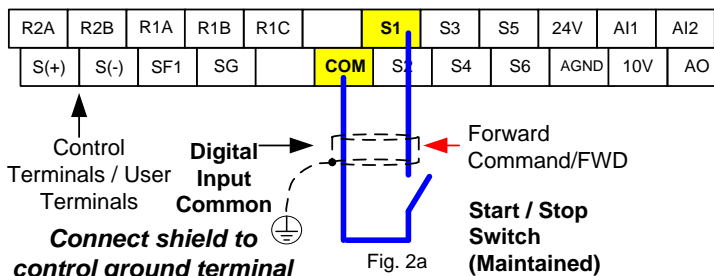 R2A R2B R1A R1B R1C S1 S3 S5 24V AI1 AI2
S(+) S(-) SF1 SG COM S2 S4 S6 AGND 10V AO
Control
Terminals / User
Terminals
Digital
Input
Common
Forward
Command/FWD
Connect shield to
control ground terminal
Fig. 2a
Start / Stop
Switch
(Maintained)